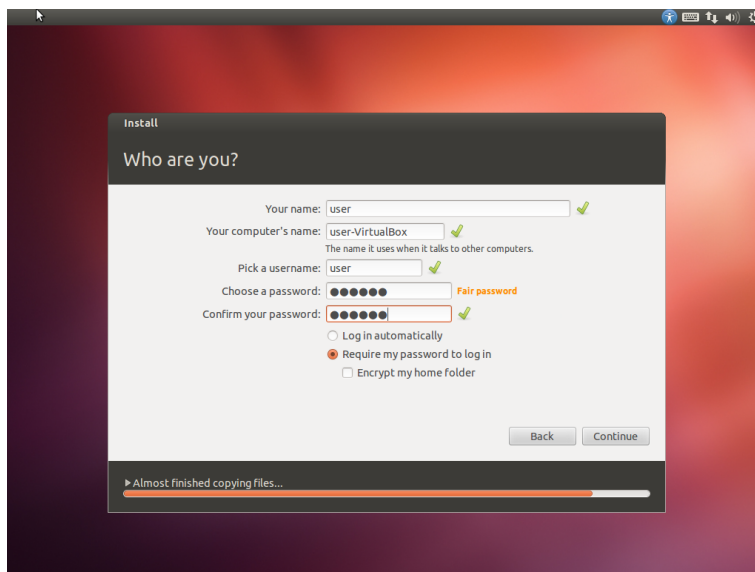 Install
Who are you?
Your name: user
Your computer's name: user-VirtualBox
The name it uses when it talks to other computers.
Pick a username: user
Choose a password: ●●●●●● Fair password
Confirm your password: ●●●●●●
Log in automatically
Require my password to log in
Encrypt my home folder
Back Continue
Almost finished copying files...